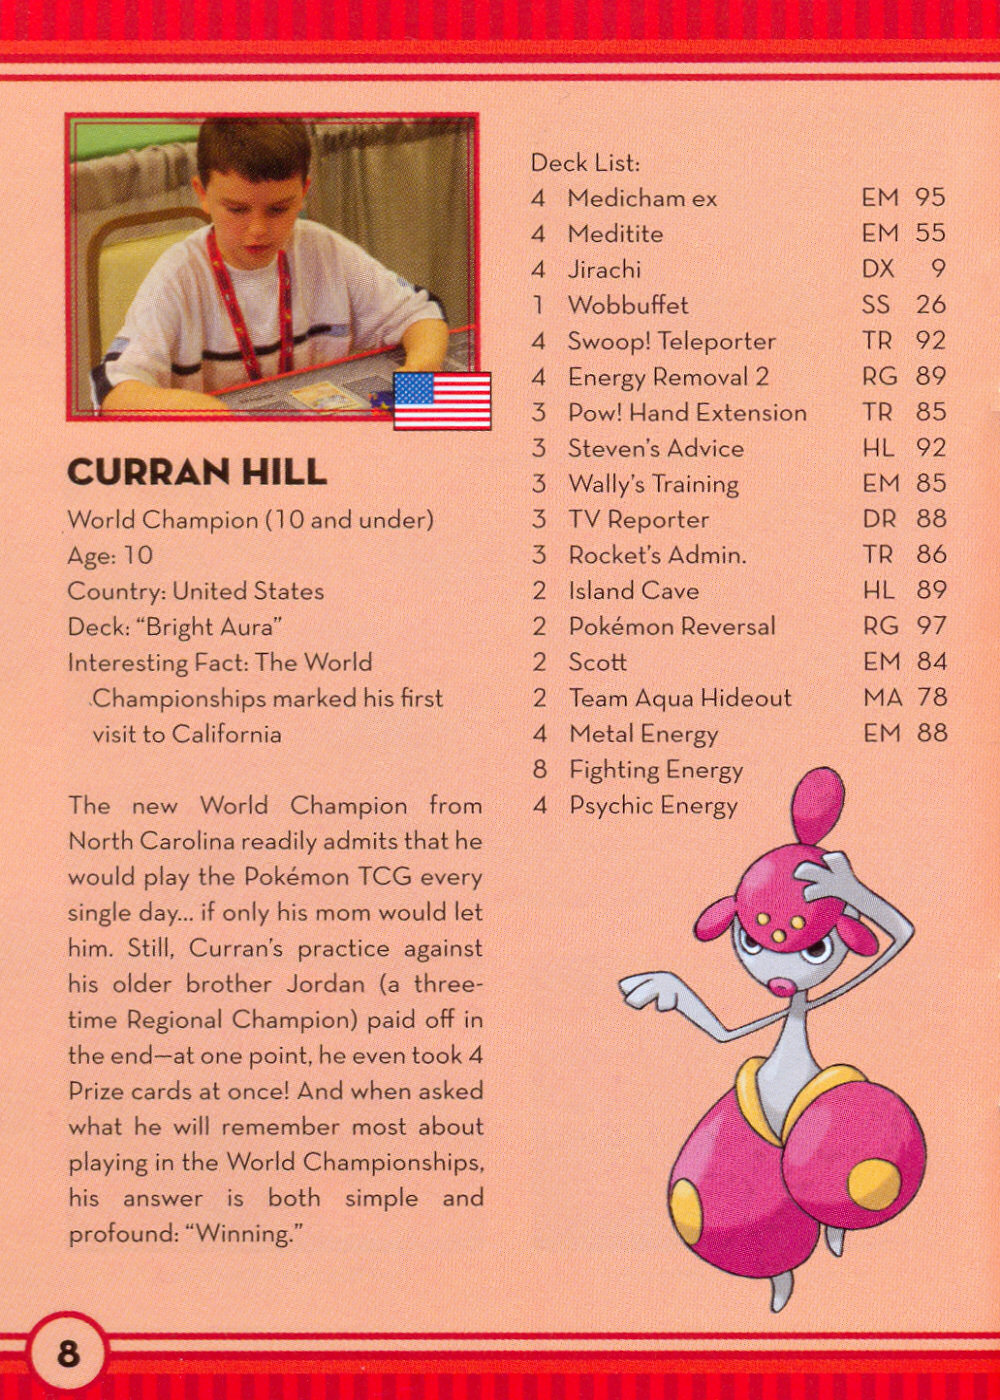 CURRAN HILL
World Champion (10 and under)
Age: 10
Country: United States
Deck: “Bright Aura”
Interesting Fact: The World
Championships marked his first
visit to California
The new World Champion from
North Carolina readily admits that he
would play the Pokémon TCG every
single day... if only his mom would let
him. Still, Curran’s practice against
his older brother Jordan (a three-
time Regional Champion) paid off in
the end—at one point, he even took 4
Prize cards at once! And when asked
what he will remember most about
playing in the World Championships,
his answer is both simple and
profound: “Winning.”
Deck List:
4 Medicham ex EM 95
4 Meditite EM 55
4 Jirachi DX 9
1 Wobbuffet SS 26
4 Swoop! Teleporter TR 92
4 Energy Removal 2 RG 89
3 Pow! Hand Extension TR 85
3 Steven’s Advice HL 92
3 Wally’s Training EM 85
3 TV Reporter DR 88
3 Rocket’s Admin. TR 86
2 Island Cave HL 89
2 Pokémon Reversal RG 97
2 Scott EM 84
2 Team Aqua Hideout MA 78
4 Metal Energy EM 88
8 Fighting Energy
4 Psychic Energy
8